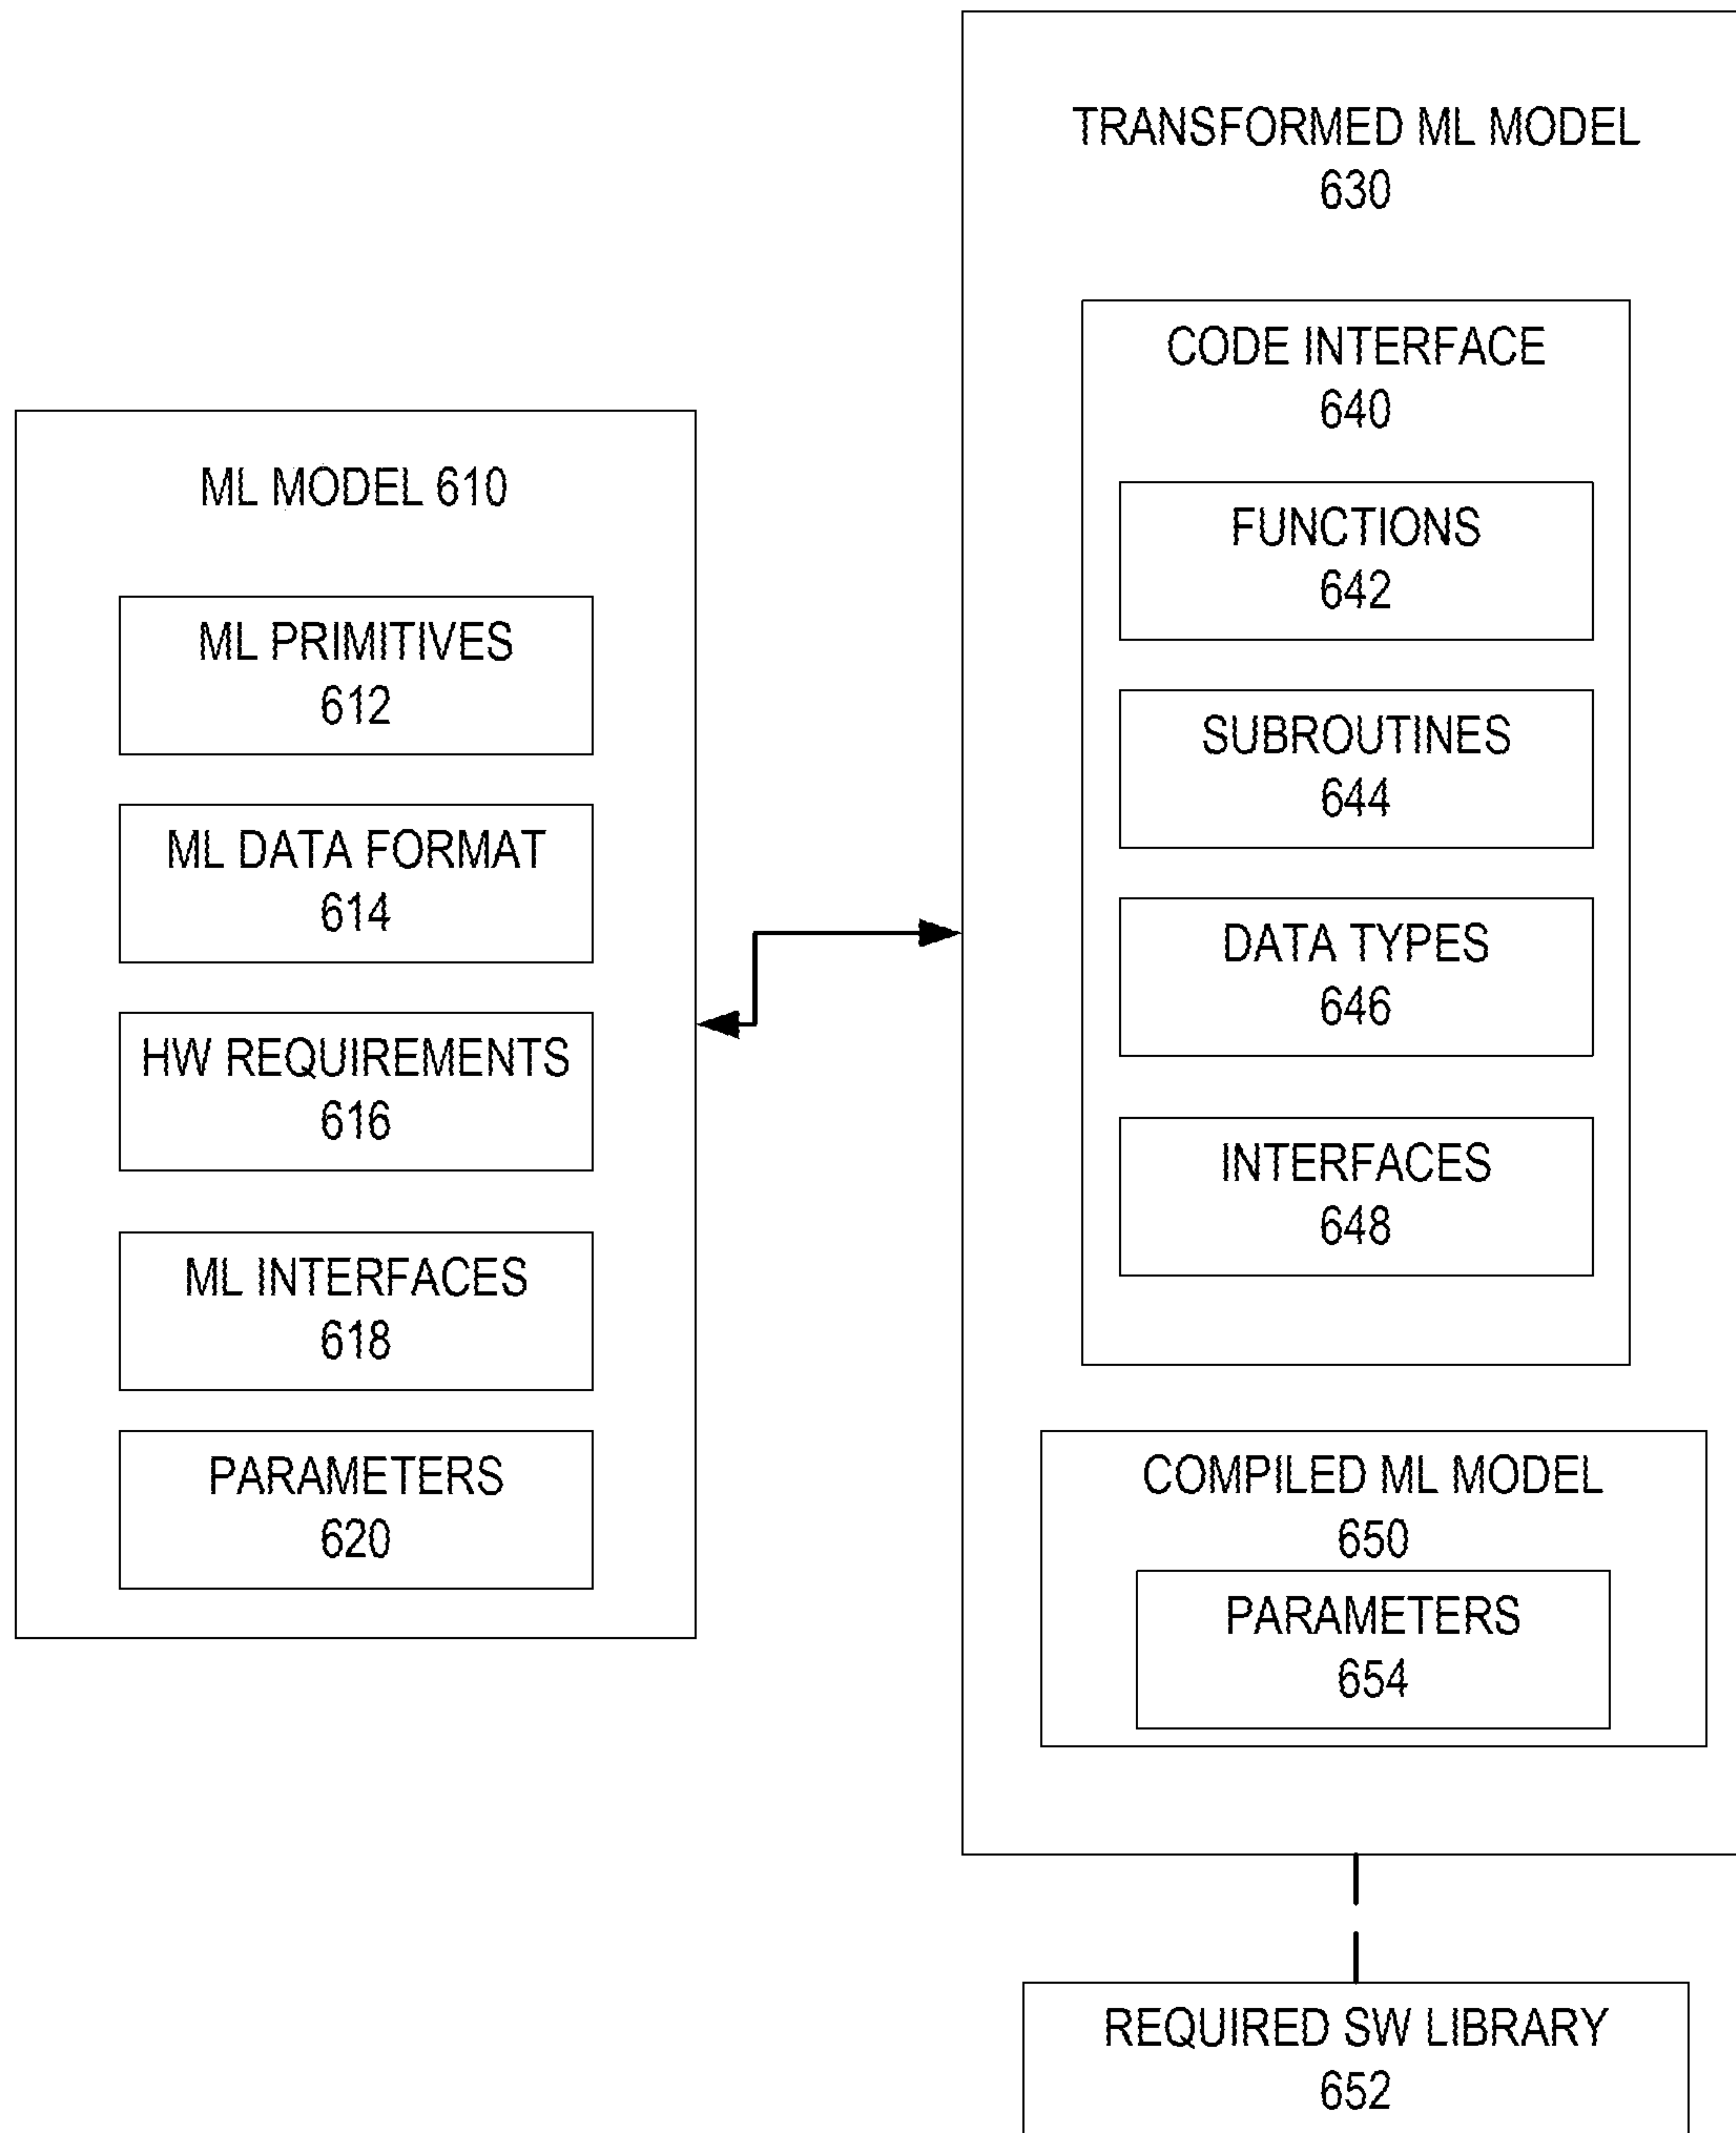 ML MODEL 610
ML PRIMITIVES
612
ML DATA FORMAT
614
HW REQUIREMENTS
616
ML INTERFACES
618
PARAMETERS
620
TRANSFORMED ML MODEL
630
CODE INTERFACE
640
FUNCTIONS
642
SUBROUTINES
644
DATA TYPES
646
INTERFACES
648
COMPILED ML MODEL
650
PARAMETERS
654
REQUIRED SW LIBRARY
652